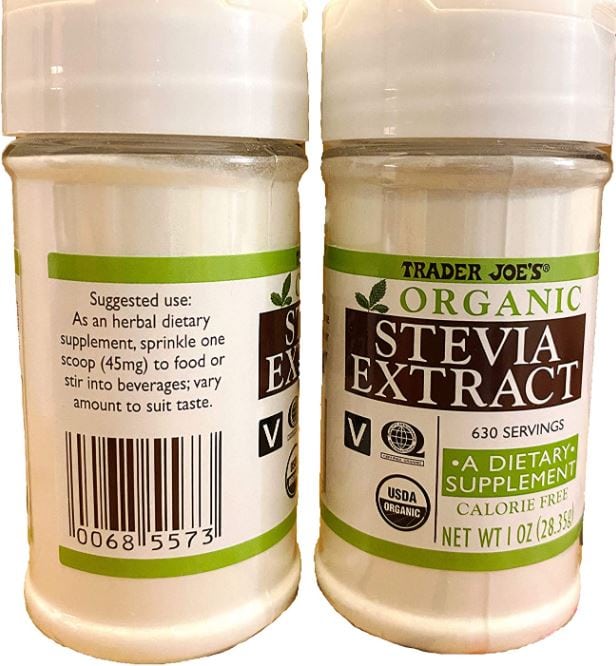 Suggested use:
As an herbal dietary
supplement, sprinkle one
scoop (45mg) to food or
stir into beverages; vary
amount to suit taste.
0068 5573
V
TRADER JOE'S®
ORGANIC
STEVIA
EXTRACT
V
630 SERVINGS
USDA
ORGANIC
•A DIETARY•
SUPPLEMENT
CALORIE FREE
NET WT 1 OZ (28.35g)